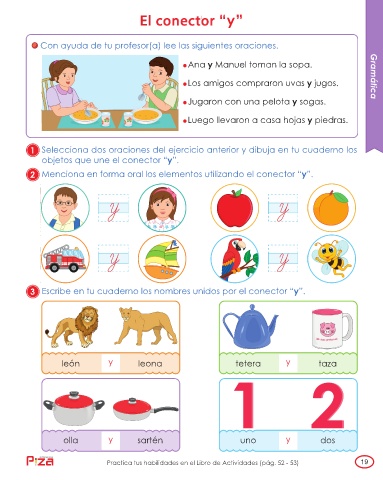 El conector “y”
Con ayuda de tu profesor(a) lee las siguientes oraciones.
Ana y Manuel toman la sopa.
Los amigos compraron uvas y jugos.
Jugaron con una pelota y sogas.
Luego llevaron a casa hojas y piedras.
Gramática
1 Selecciona dos oraciones del ejercicio anterior y dibuja en tu cuaderno los
objetos que une el conector “y”.
2 Menciona en forma oral los elementos utilizando el conector “y”.
y y
y y
3 Escribe en tu cuaderno los nombres unidos por el conector “y”.
león y leona tetera y taza
1 2
olla y sartén uno y dos
Piza
Practica tus habilidades en el Libro de Actividades (pág. 52 - 53)
19